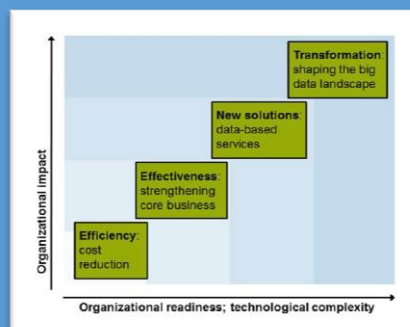 Transformation:
shaping the big
data landscape
New solutions:
data-based
services
Effectiveness:
strengthening
core business
Efficiency:
cost
reduction
Organizational impact
Organizational readiness; technological complexity